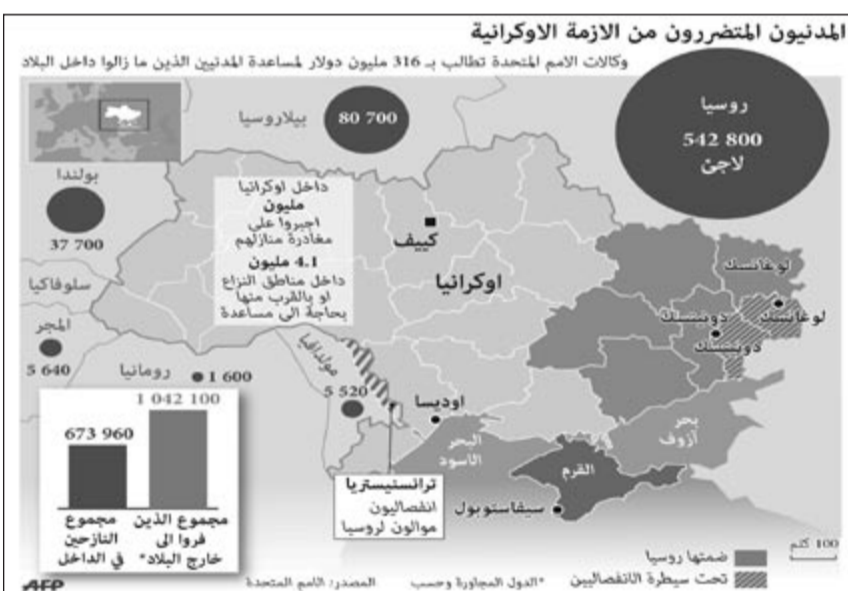 المدنيون المتضررون من الازمة الاوكرانية
وكالات الامم المتحدة تطالب بـ 316 مليون دولار لمساعدة المدنيين الذين ما زالوا داخل البلاد
روسيا
542 800
لاجئ
بيلاروسيا
80 700
بولندا
37 700
داخل اوكرانيا
مليون
اجبروا على
مغادرة منازلهم
4.1 مليون
داخل مناطق النزاع
او بالقرب منها
بحاجة الى مساعدة
كييف
اوكرانيا
سلوفاكيا
المجر
5 640
رومانيا
1 600
مولدافيا
5 520
لوغانسك
لوغانسك
دونيتسك
دونيتسك
اوديسا
بحر
آزوف
البحر
الاسود
القرم
سيفاستوبول
ترانسنيستريا
انفصاليون
موالون لروسيا
1 042 100
673 960
مجموع الذين
فروا الى
خارج البلاد*
مجموع
النازحين
في الداخل
100 كلم
ضمتها روسيا
تحت سيطرة الانفصاليين
*الدول المجاورة وحسب
المصدر: الامم المتحدة
AFP